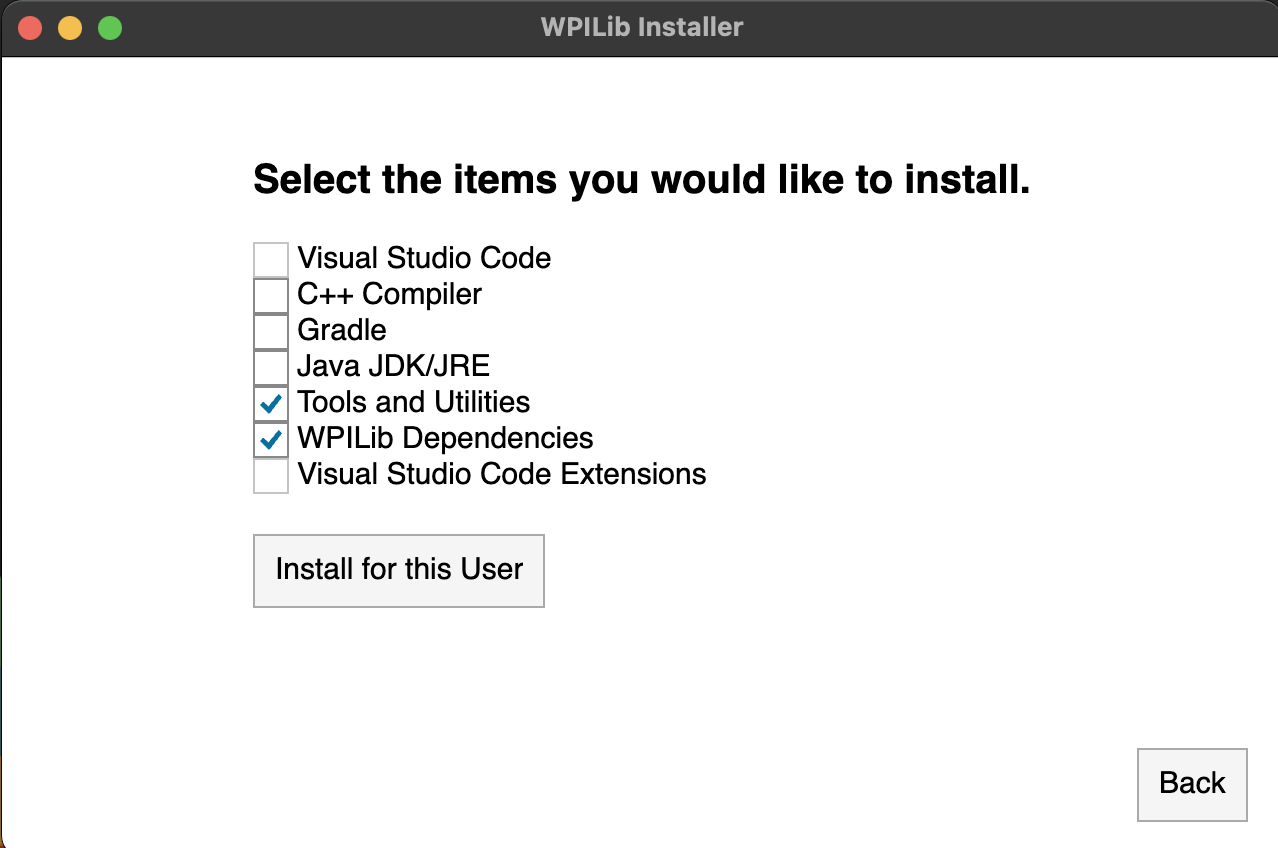 WPILib Installer
Select the items you would like to install.
Visual Studio Code
C++ Compiler
Gradle
Java JDK/JRE
Tools and Utilities
WPILib Dependencies
Visual Studio Code Extensions
Install for this User
Back